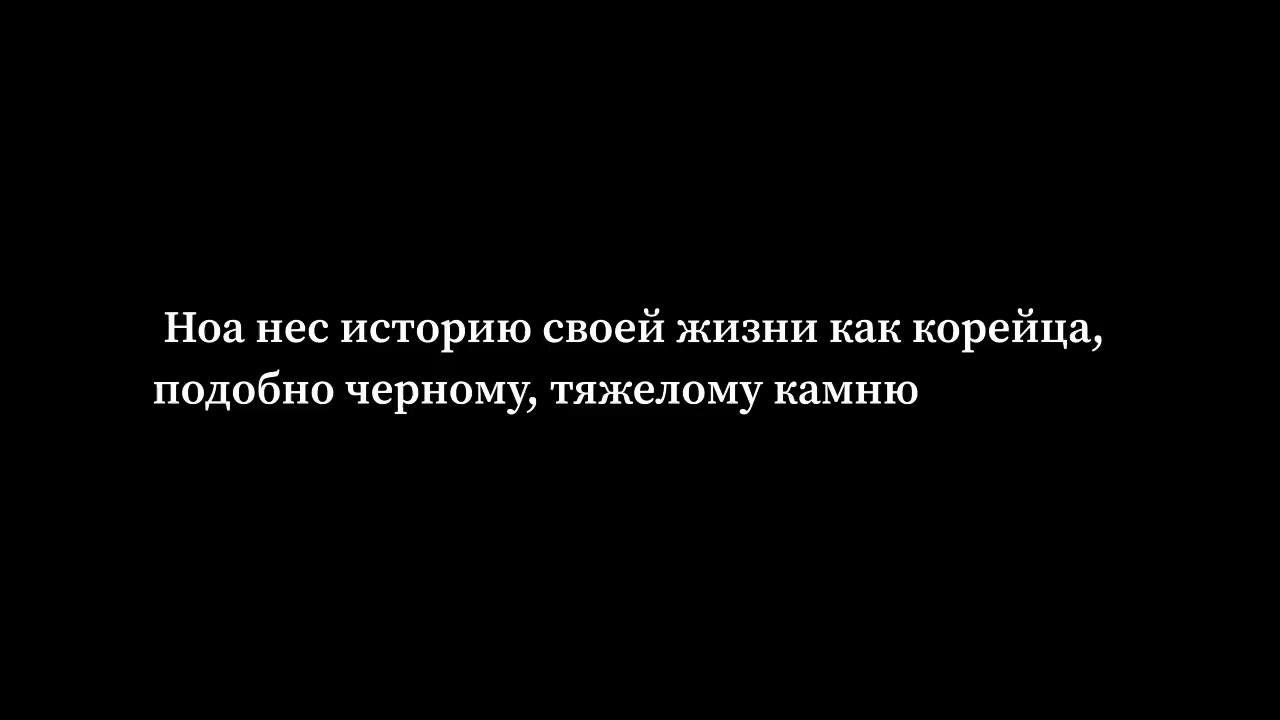 Ноа нес историю своей жизни как корейца,
подобно черному, тяжелому камню